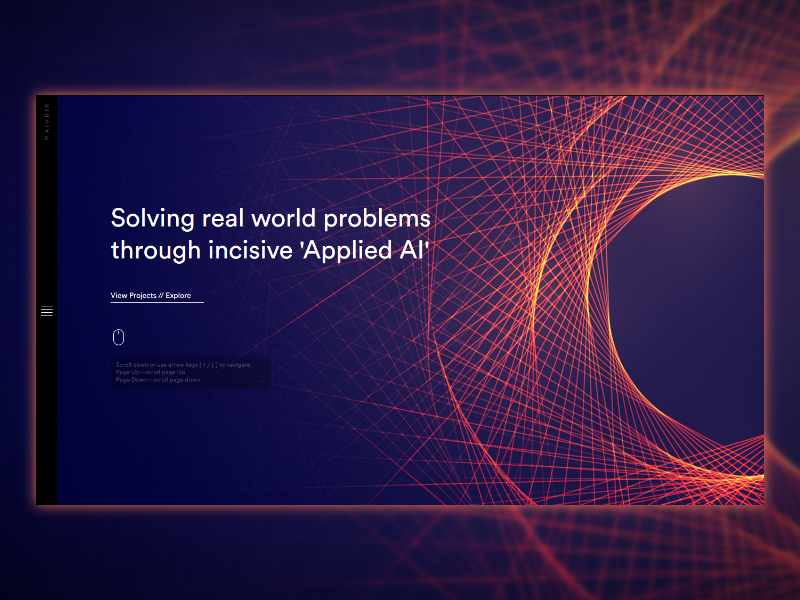 MAIVRIX
Solving real world problems
through incisive 'Applied AI'
View Projects // Explore
Scroll down or use arrow keys [ ↑ / ↓ ] to navigate
Page Up - scroll page Up
Page Down - scroll page down